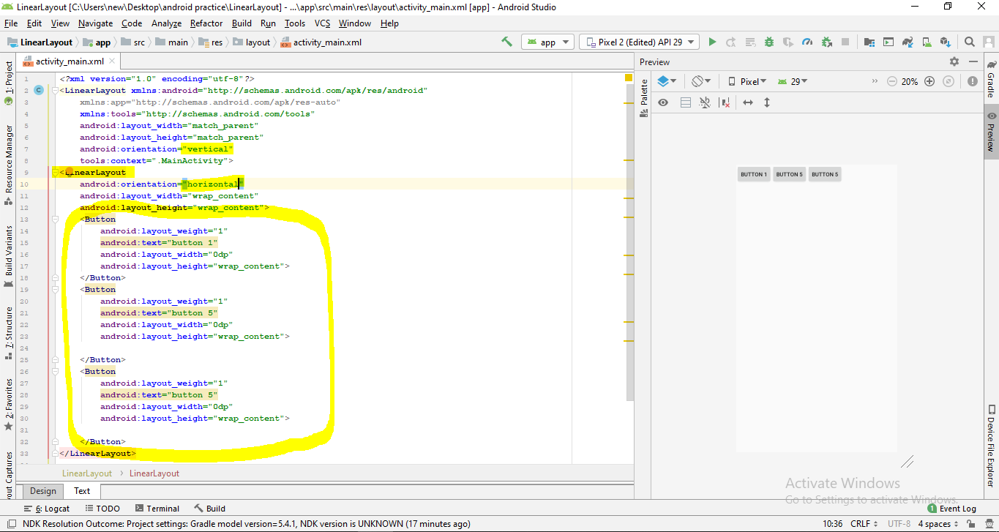 LinearLayout [C:\Users\new\Desktop\android practice\LinearLayout] - ...\app\src\main\res\layout\activity_main.xml [app] - Android Studio
File Edit View Navigate Code Analyze Refactor Build Run Tools VCS Window Help
LinearLayout app src main res layout activity_main.xml app Pixel 2 (Edited) API 29
activity_main.xml
1 <?xml version="1.0" encoding="utf-8"?>
2 C <LinearLayout xmlns:android="http://schemas.android.com/apk/res/android"
3 xmlns:app="http://schemas.android.com/apk/res-auto"
4 xmlns:tools="http://schemas.android.com/tools"
5 android:layout_width="match_parent"
6 android:layout_height="match_parent"
7 android:orientation="vertical"
8 tools:context=".MainActivity">
9 <LinearLayout
10 android:orientation="horizontal"
11 android:layout_width="wrap_content"
12 android:layout_height="wrap_content">
13 <Button
14 android:layout_weight="1"
15 android:text="button 1"
16 android:layout_width="0dp"
17 android:layout_height="wrap_content">
18 </Button>
19 <Button
20 android:layout_weight="1"
21 android:text="button 5"
22 android:layout_width="0dp"
23 android:layout_height="wrap_content">
24
25 </Button>
26 <Button
27 android:layout_weight="1"
28 android:text="button 5"
29 android:layout_width="0dp"
30 android:layout_height="wrap_content">
31
32 </Button>
33 </LinearLayout>
LinearLayout › LinearLayout
Design Text
1: Project
Resource Manager
Build Variants
7: Structure
2: Favorites
out Captures
Preview
Palette
Pixel 29 » 20%
BUTTON 1 BUTTON 5 BUTTON 5
Gradle
Preview
Device File Explorer
Activate Windows
Go to Settings to activate Windows.
6: Logcat TODO Terminal Build 1 Event Log
NDK Resolution Outcome: Project settings: Gradle model version=5.4.1, NDK version is UNKNOWN (17 minutes ago) 10:36 CRLF UTF-8 4 spaces